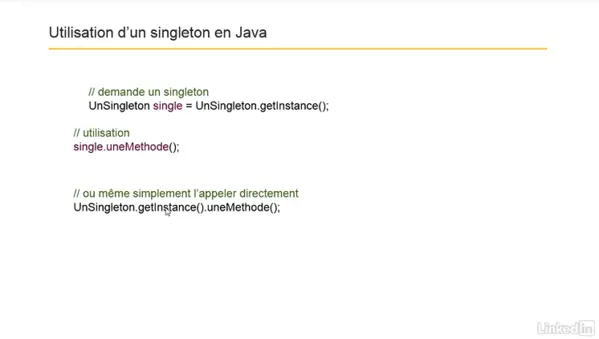 Utilisation d’un singleton en Java
// demande un singleton
UnSingleton single = UnSingleton.getInstance();
// utilisation
single.uneMethode();
// ou même simplement l’appeler directement
UnSingleton.getInstance().uneMethode();
Linkedin